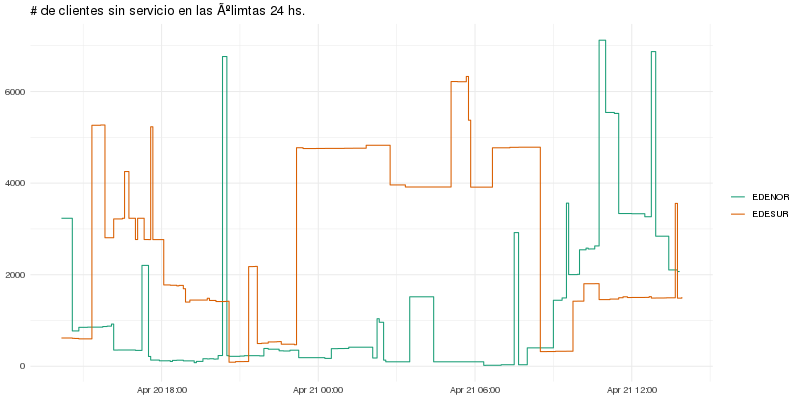 # de clientes sin servicio en las Ãºlimtas 24 hs.
6000
4000
2000
0
Apr 20 18:00
Apr 21 00:00
Apr 21 06:00
Apr 21 12:00
EDENOR
EDESUR